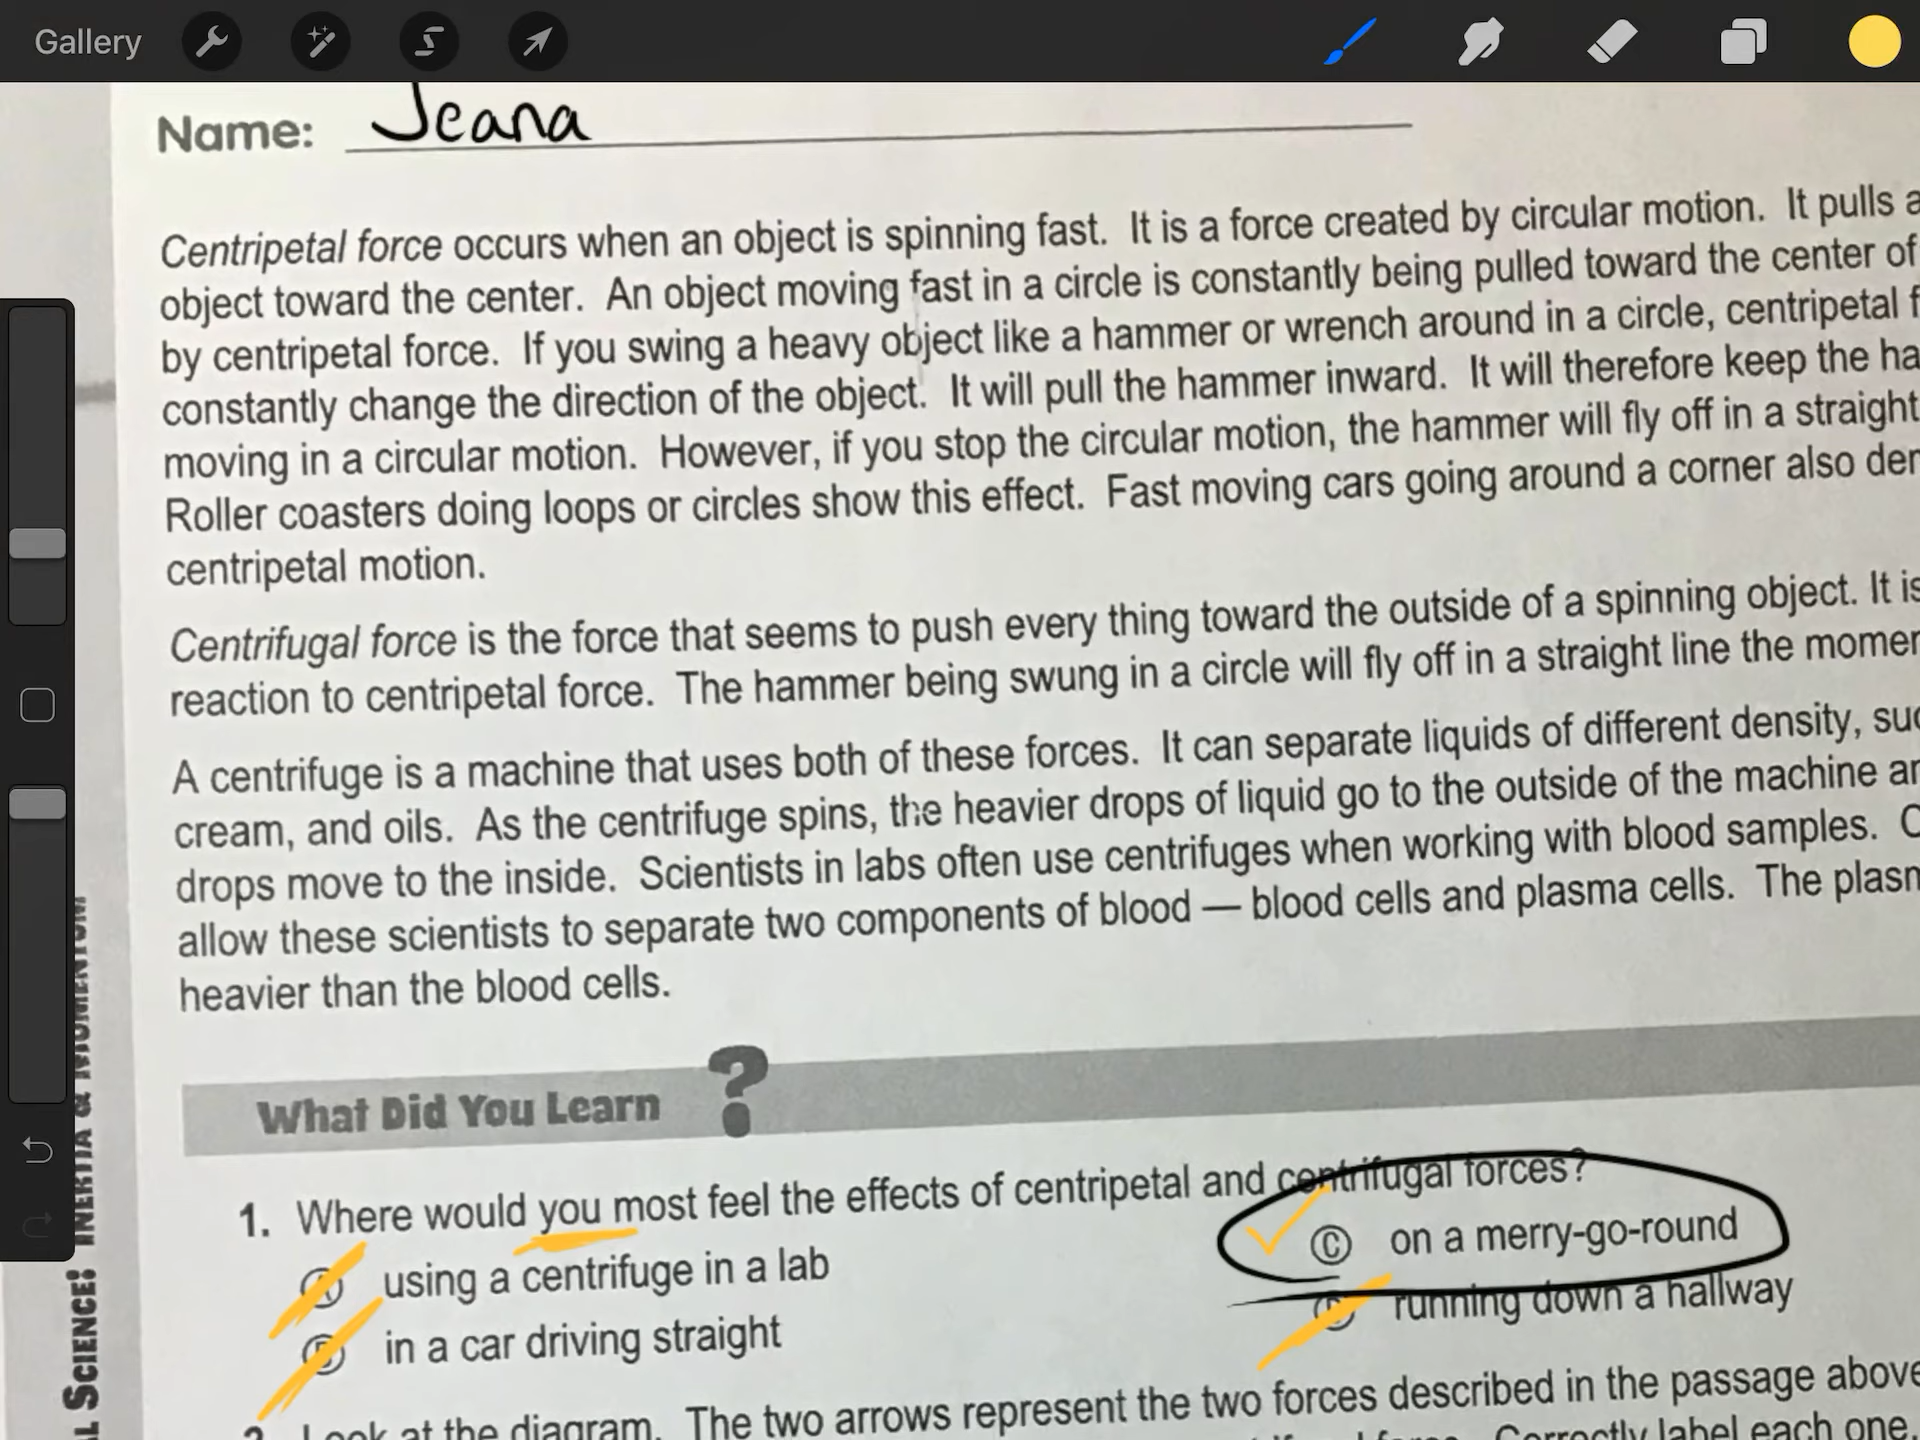 Gallery
Name: Jeana
Centripetal force occurs when an object is spinning fast. It is a force created by circular motion. It pulls a
object toward the center. An object moving fast in a circle is constantly being pulled toward the center of
by centripetal force. If you swing a heavy object like a hammer or wrench around in a circle, centripetal f
constantly change the direction of the object. It will pull the hammer inward. It will therefore keep the ha
moving in a circular motion. However, if you stop the circular motion, the hammer will fly off in a straight
Roller coasters doing loops or circles show this effect. Fast moving cars going around a corner also
centripetal motion.
Centrifugal force is the force that seems to push every thing toward the outside of a spinning object. It is
reaction to centripetal force. The hammer being swung in a circle will fly off in a straight line the
A centrifuge is a machine that uses both of these forces. It can separate liquids of different density,
cream, and oils. As the centrifuge spins, the heavier drops of liquid go to the outside of the machine
drops move to the inside. Scientists in labs often use centrifuges when working with blood samples.
allow these scientists to separate two components of blood — blood cells and plasma cells. The
heavier than the blood cells.
What Did You Learn ?
1. Where would you most feel the effects of centripetal and centrifugal forces?
A using a centrifuge in a lab
B in a car driving straight
C on a merry-go-round
D running down a hallway
2. Look at the diagram. The two arrows represent the two forces described in the passage above
Correctly label each one.
SCIENCE: INERTIA & MOMENTUM